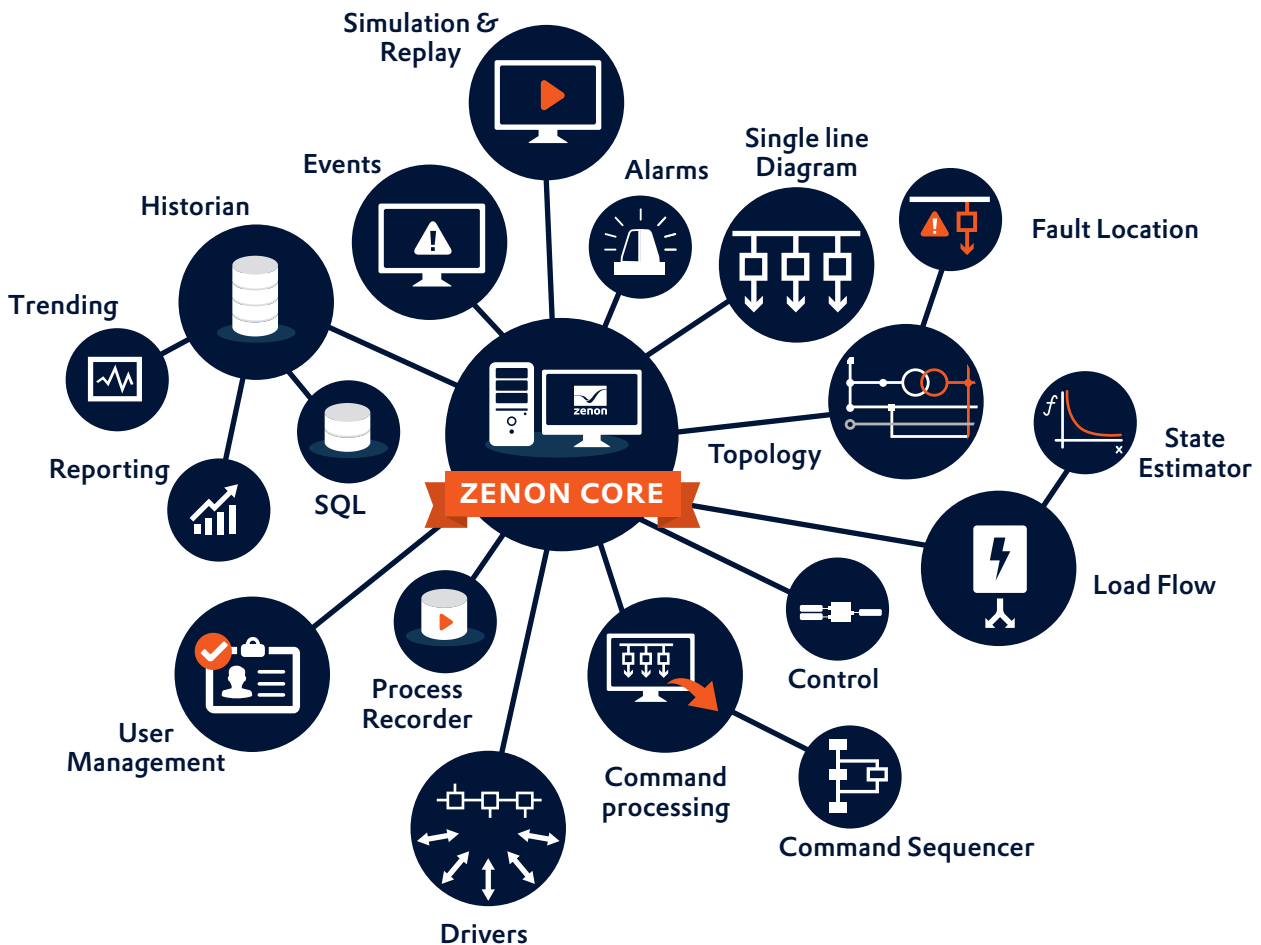 Simulation &
Replay
Single line
Diagram
Events
Alarms
Historian
Fault Location
Trending
zenon
f
x
State
Estimator
Topology
Reporting
SQL
ZENON CORE
Load Flow
Control
Process
Recorder
User
Management
Command
processing
Command Sequencer
Drivers